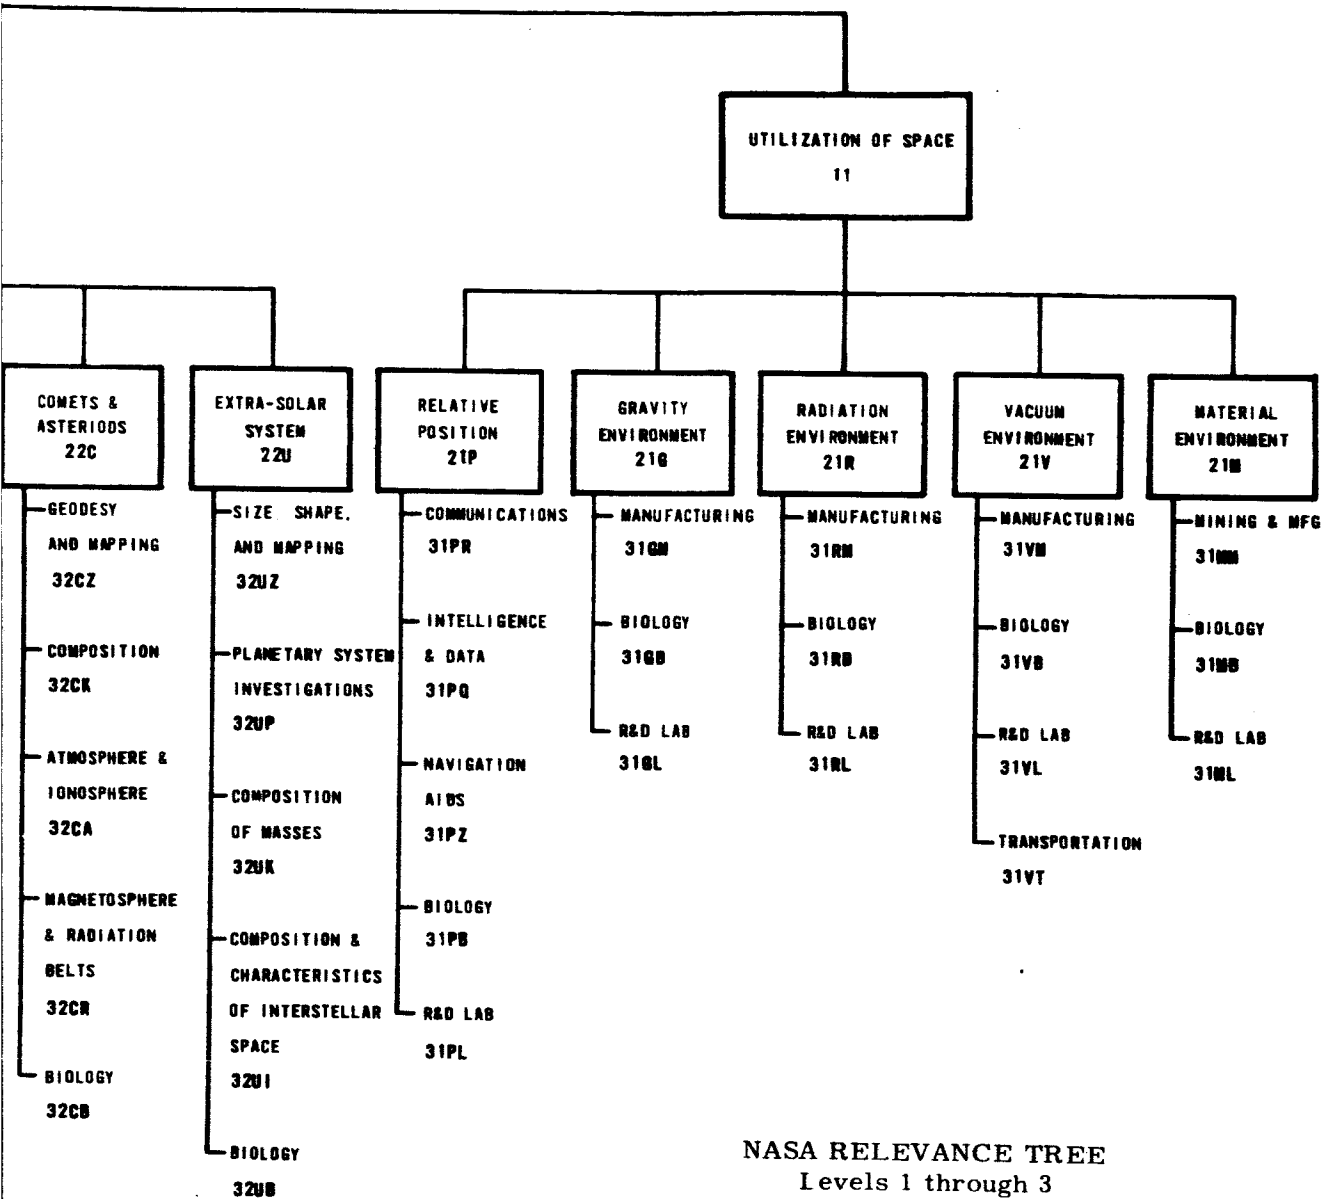 UTILIZATION OF SPACE
11
COMETS &
ASTERIODS
22C
GEODESY
AND MAPPING
32CZ
COMPOSITION
32CK
ATMOSPHERE &
IONOSPHERE
32CA
MAGNETOSPHERE
& RADIATION
BELTS
32CR
BIOLOGY
32CB
EXTRA-SOLAR
SYSTEM
22U
SIZE SHAPE,
AND MAPPING
32UZ
PLANETARY SYSTEM
INVESTIGATIONS
32UP
COMPOSITION
OF MASSES
32UK
COMPOSITION &
CHARACTERISTICS
OF INTERSTELLAR
SPACE
32UI
BIOLOGY
32UB
RELATIVE
POSITION
21P
COMMUNICATIONS
31PR
INTELLIGENCE
& DATA
31PQ
NAVIGATION
AIDS
31PZ
BIOLOGY
31PB
R&D LAB
31PL
GRAVITY
ENVIRONMENT
21G
MANUFACTURING
31GM
BIOLOGY
31GB
R&D LAB
31GL
RADIATION
ENVIRONMENT
21R
MANUFACTURING
31RM
BIOLOGY
31RB
R&D LAB
31RL
VACUUM
ENVIRONMENT
21V
MANUFACTURING
31VM
BIOLOGY
31VB
R&D LAB
31VL
TRANSPORTATION
31VT
MATERIAL
ENVIRONMENT
21M
MINING & MFG
31MM
BIOLOGY
31MB
R&D LAB
31ML
NASA RELEVANCE TREE
Levels 1 through 3